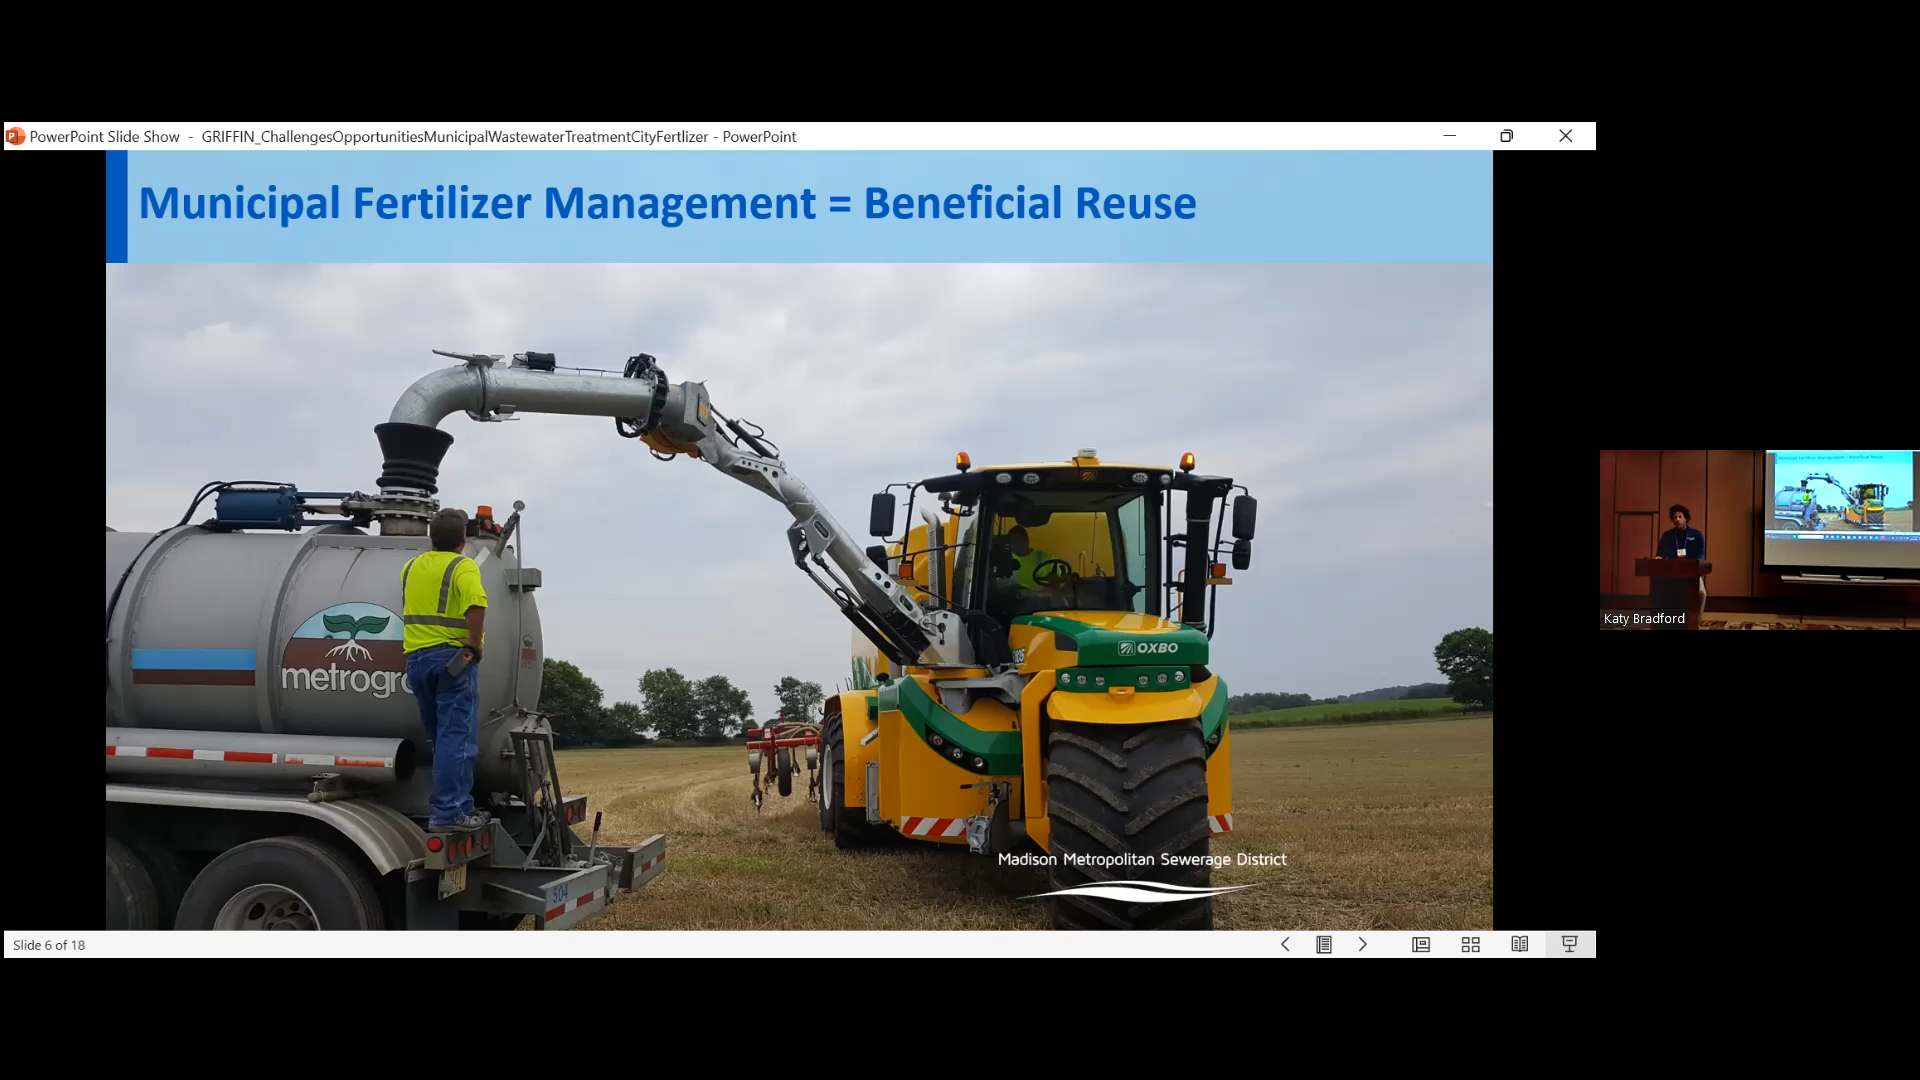 PowerPoint Slide Show - GRIFFIN_ChallengesOpportunitiesMunicipalWastewaterTreatmentCityFertlizer - PowerPoint
Municipal Fertilizer Management = Beneficial Reuse
OXBO
metrogro
504
Madison Metropolitan Sewerage District
Katy Bradford
Slide 6 of 18